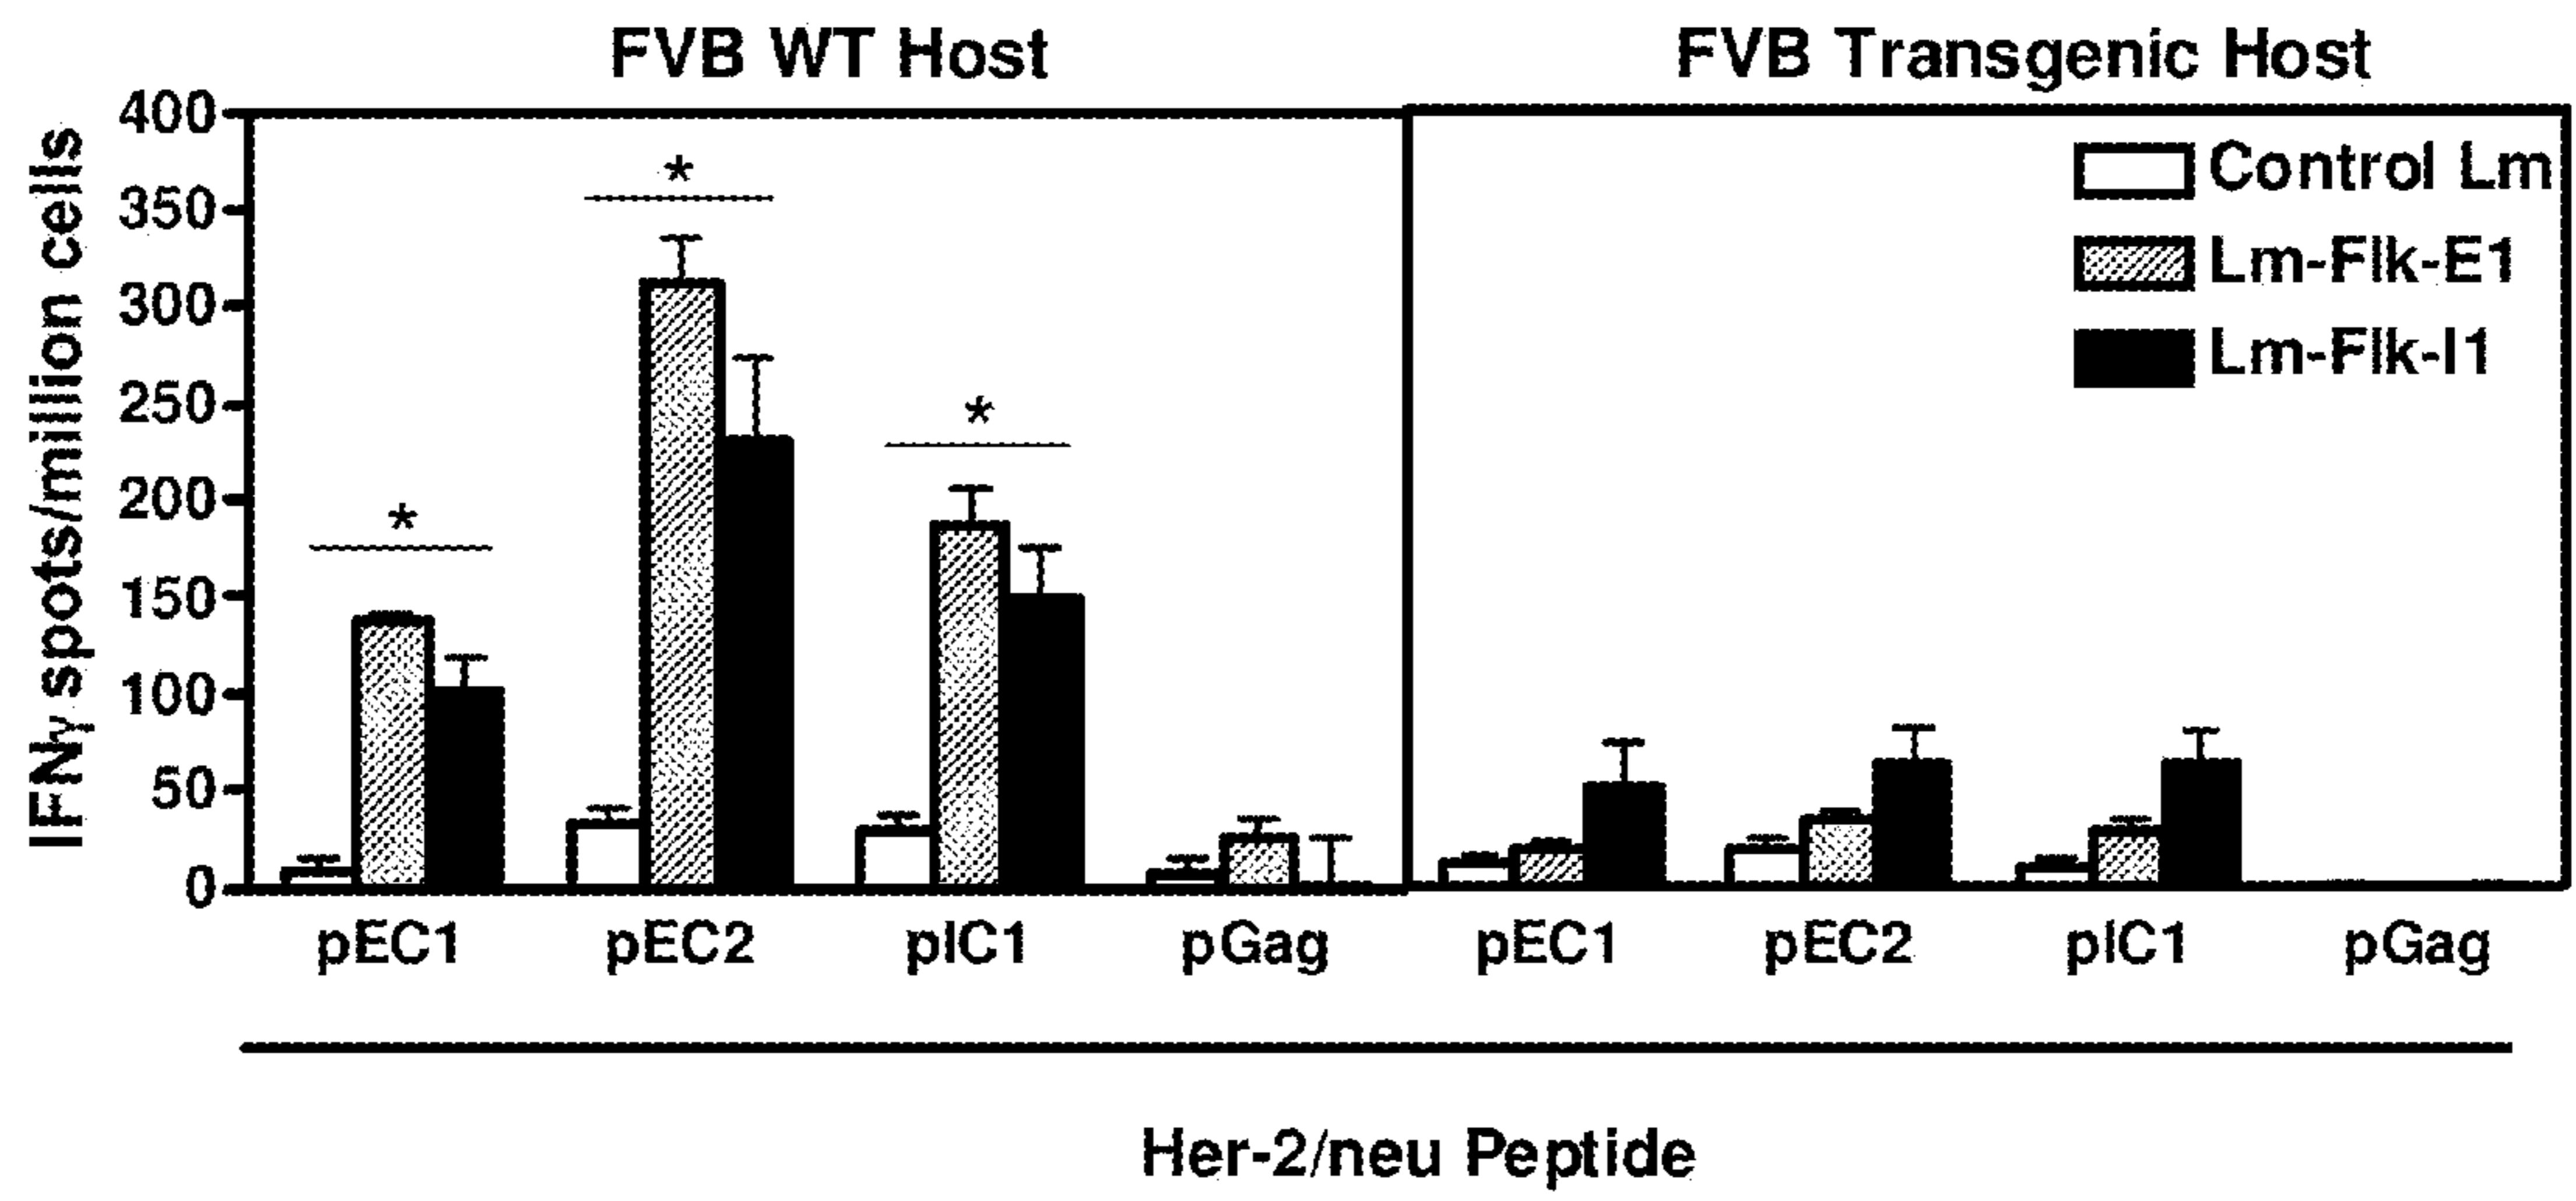 FVB WT Host
FVB Transgenic Host
IFNγ spots/million cells
400
350
300
250
200
150
100
50
0
*
*
*
Control Lm
Lm-Flk-E1
Lm-Flk-I1
pEC1 pEC2 pIC1 pGag pEC1 pEC2 pIC1 pGag
Her-2/neu Peptide